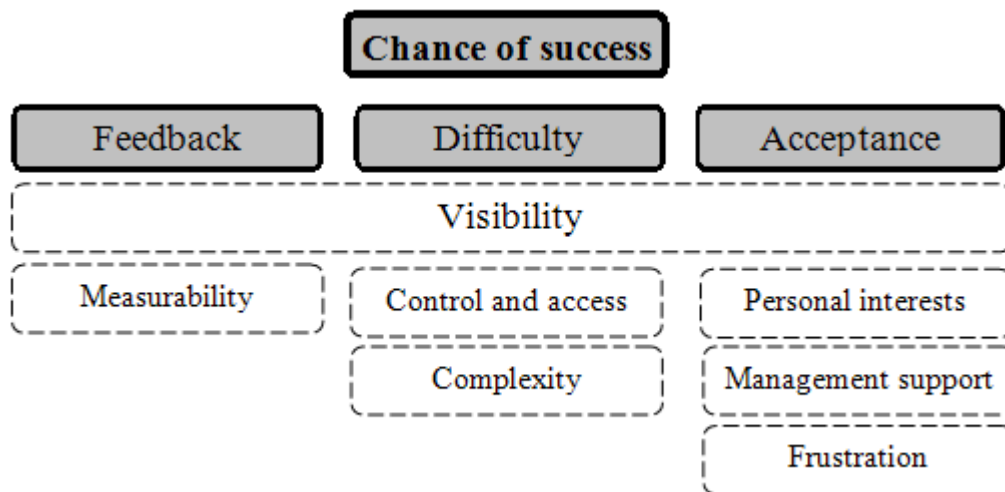 Chance of success
Feedback Difficulty Acceptance
Visibility
Measurability Control and access Personal interests
Complexity Management support
Frustration